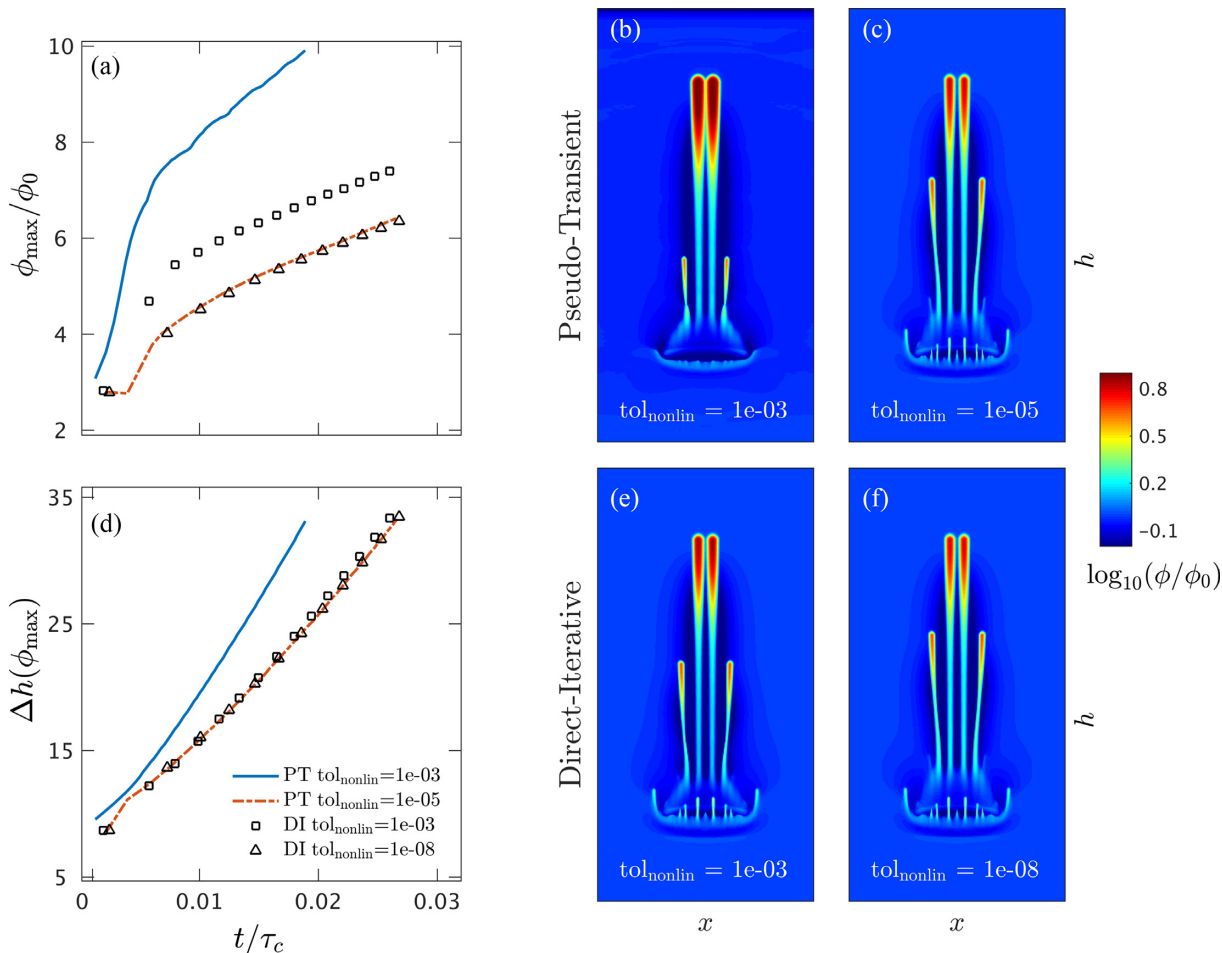 (a)
10
8
6
4
2
ϕmax/ϕ0
(d)
35
25
15
5
Δh(ϕmax)
PT tolnonlin=1e-03
PT tolnonlin=1e-05
DI tolnonlin=1e-03
DI tolnonlin=1e-08
0
0.01
0.02
0.03
t/τc
Pseudo-Transient
(b)
tolnonlin = 1e-03
(c)
tolnonlin = 1e-05
h
Direct-Iterative
(e)
tolnonlin = 1e-03
x
(f)
tolnonlin = 1e-08
x
h
0.8
0.5
0.2
−0.1
log10(ϕ/ϕ0)